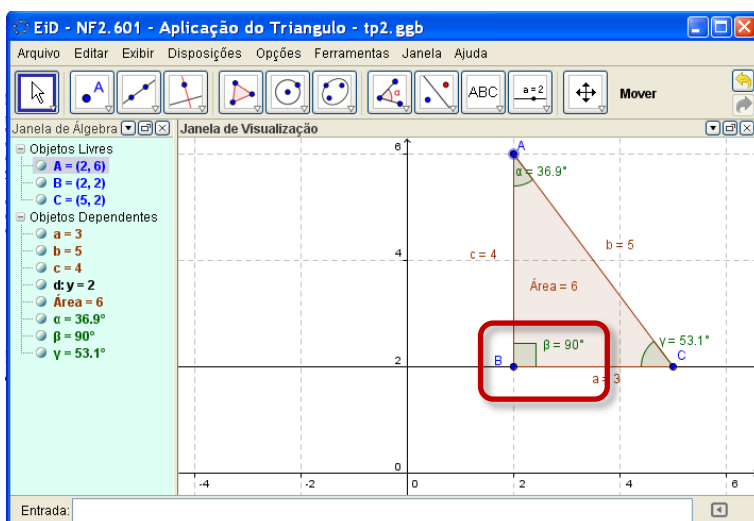 EiD - NF2.601 - Aplicação do Triangulo - tp2.ggb
Arquivo Editar Exibir Disposições Opções Ferramentas Janela Ajuda
A
α
ABC
a = 2
Mover
Janela de Álgebra
Objetos Livres
A = (2, 6)
B = (2, 2)
C = (5, 2)
Objetos Dependentes
a = 3
b = 5
c = 4
d: y = 2
Área = 6
α = 36.9°
β = 90°
γ = 53.1°
Janela de Visualização
6
A
α = 36.9°
4
c = 4
b = 5
Área = 6
β = 90°
γ = 53.1°
2
B
C
a = 3
0
-4 -2 0 2 4 6
Entrada: